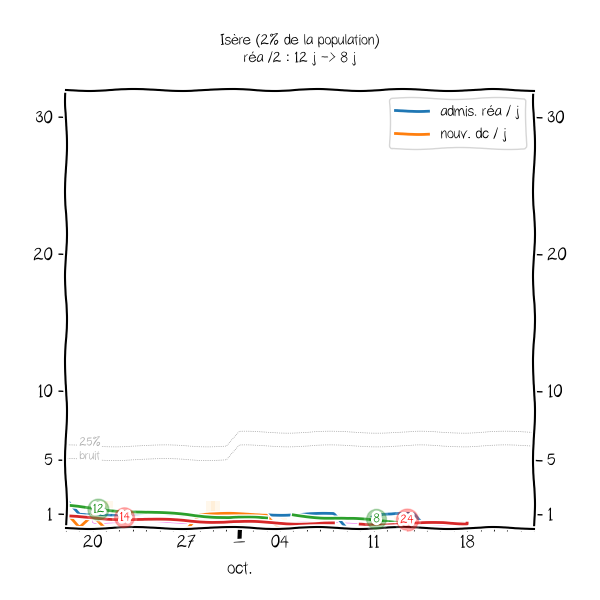 Isère (2% de la population)
réa /2 : 12 j -> 8 j
admis. réa / j
nouv. dc / j
30 30
20 20
10 10
25%
bruit
5 5
12 14 8 24
1 1
20 27 04 11 18
oct.